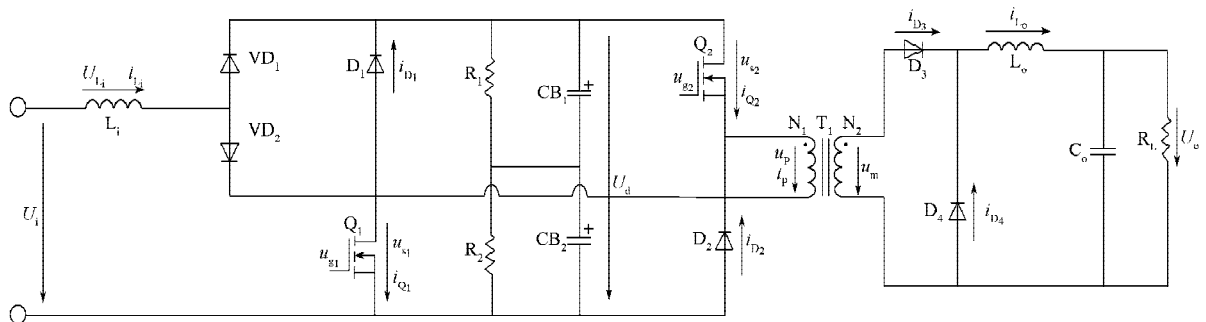 U_Li
i_Li
L_i
U_i
VD_1
VD_2
D_1
i_D1
Q_1
u_g1
u_s1
i_Q1
R_1
R_2
CB_1
CB_2
+
+
U_d
Q_2
u_g2
u_s2
i_Q2
D_2
i_D2
N_1
T_1
N_2
u_p
i_p
u_m
i_D3
D_3
i_Lo
L_o
D_4
i_D4
C_o
R_L